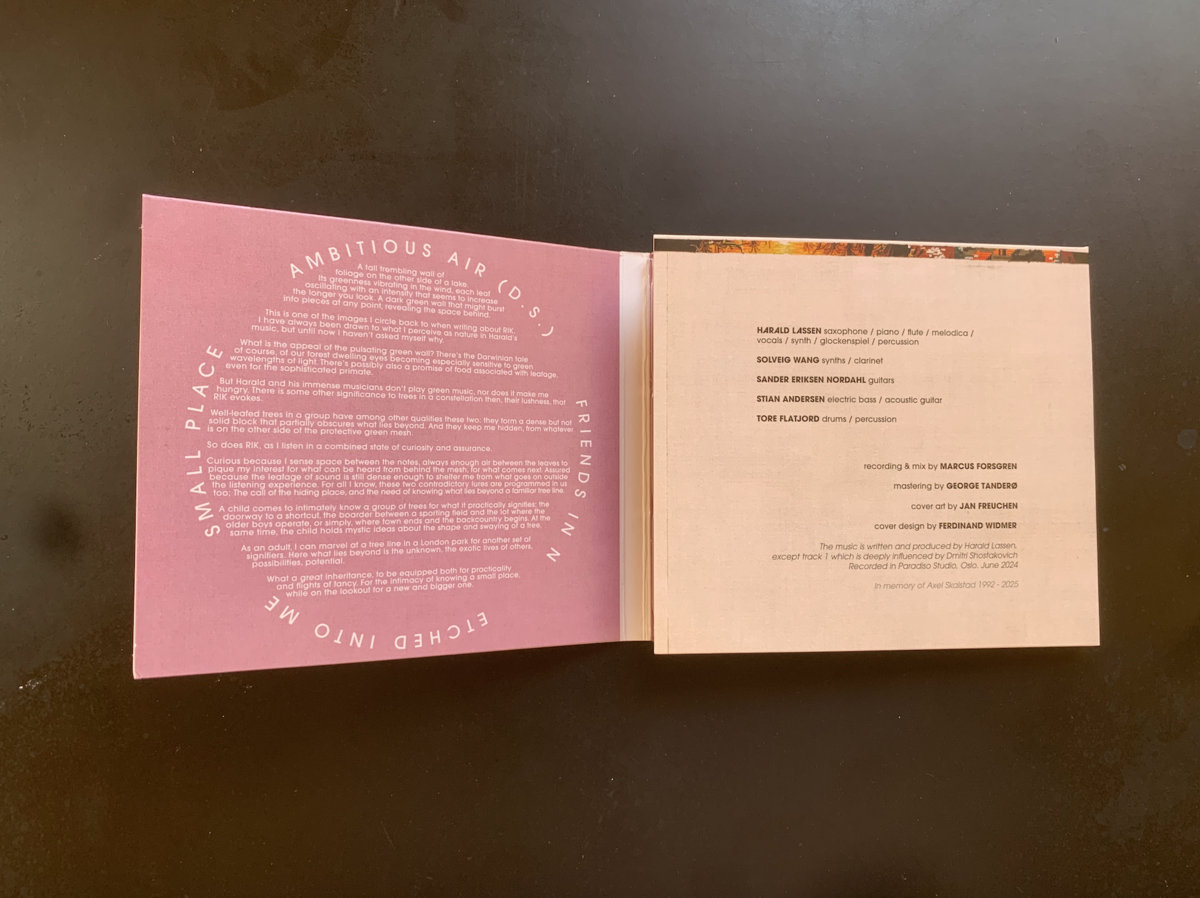 AMBITIOUS AIR (D.S.)
FRIENDS IN N
ETCHED INTO ME
SMALL PLACE
A tall trembling wall of
foliage on the other side of a lake.
Its greenness vibrating in the wind, each leaf
oscillating with an intensity that seems to increase
the longer you look. A dark green wall that might burst
into pieces at any point, revealing the space behind.
This is one of the images I circle back to when writing about RIK.
I have always been drawn to what I perceive as nature in Harald's
music, but until now I haven't asked myself why.
What is the appeal of the pulsating green wall? There's the Darwinian tale
of course, of our forest dwelling eyes becoming especially sensitive to green
wavelengths of light. There's possibly also a promise of food associated with leafage,
even for the sophisticated primate.
But Harald and his immense musicians don't play green music, nor does it make me
hungry. There is some other significance to trees in a constellation then, their lushness, that
RIK evokes.
Well-leafed trees in a group have among other qualities these two: they form a dense but not
solid block that partially obscures what lies beyond. And they keep me hidden, from whatever
is on the other side of the protective green mesh.
So does RIK, as I listen in a combined state of curiosity and assurance.
Curious because I sense space between the notes, always enough air between the leaves to
pique my interest for what can be heard from behind the mesh, for what comes next. Assured
because the leafage of sound is still dense enough to shelter me from what goes on outside
the listening experience. For all I know, these two contradictory lures are programmed in us
too; The call of the hiding place, and the need of knowing what lies beyond a familiar tree line.
A child comes to intimately know a group of trees for what it practically signifies: the
doorway to a shortcut, the boarder between a sporting field and the lot where the
older boys operate, or simply, where town ends and the backcountry begins. At the
same time, the child holds mystic ideas about the shape and swaying of a tree.
As an adult, I can marvel at a tree line in a London park for another set of
signifiers. Here what lies beyond is the unknown, the exotic lives of others,
possibilities, potential.
What a great inheritance, to be equipped both for practicality
and flights of fancy. For the intimacy of knowing a small place,
while on the lookout for a new and bigger one.
HARALD LASSEN saxophone / piano / flute / melodica /
vocals / synth / glockenspiel / percussion
SOLVEIG WANG synths / clarinet
SANDER ERIKSEN NORDAHL guitars
STIAN ANDERSEN electric bass / acoustic guitar
TORE FLATJORD drums / percussion
recording & mix by MARCUS FORSGREN
mastering by GEORGE TANDERØ
cover art by JAN FREUCHEN
cover design by FERDINAND WIDMER
The music is written and produced by Harald Lassen,
except track 1 which is deeply influenced by Dmitri Shostakovich
Recorded in Paradiso Studio, Oslo. June 2024
In memory of Axel Skalstad 1992 - 2025